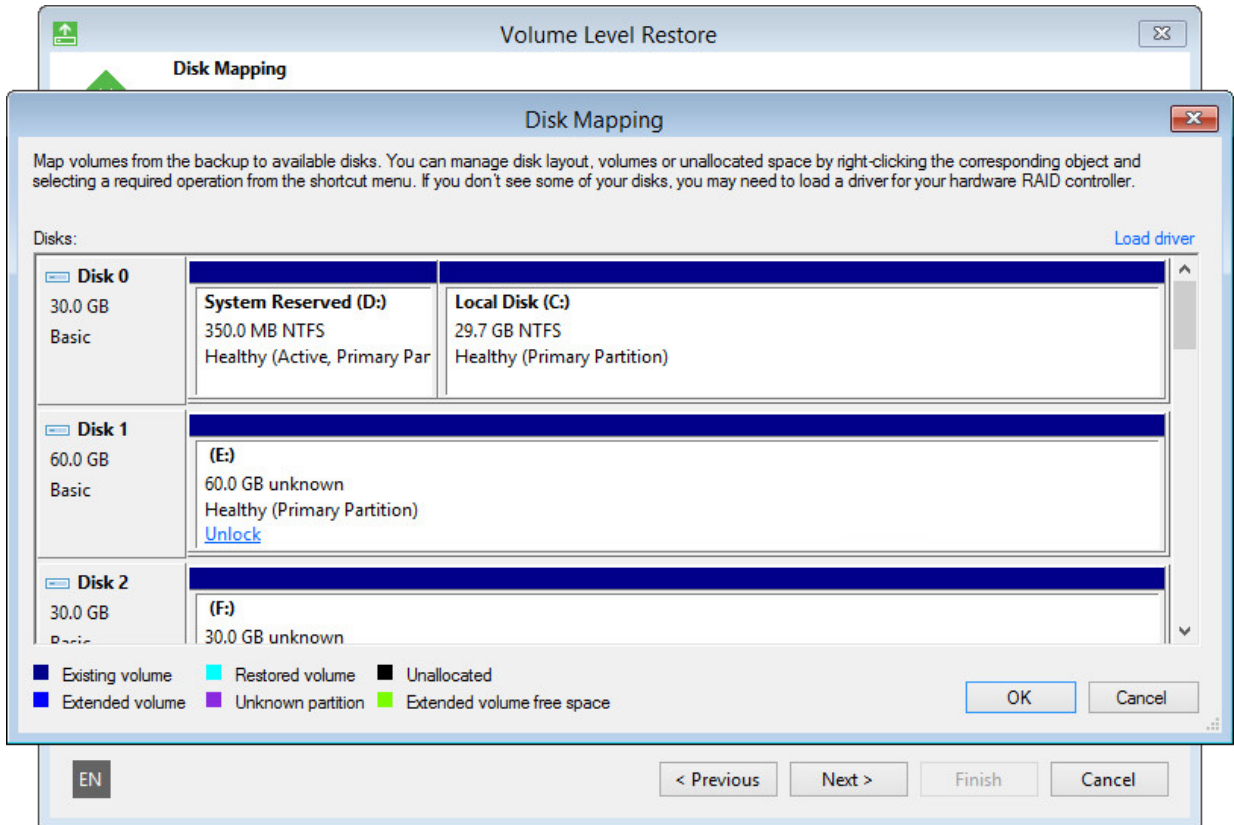 Volume Level Restore
Disk Mapping
Disk Mapping
Map volumes from the backup to available disks. You can manage disk layout, volumes or unallocated space by right-clicking the corresponding object and
selecting a required operation from the shortcut menu. If you don't see some of your disks, you may need to load a driver for your hardware RAID controller.
Disks:
Load driver
Disk 0
30.0 GB
Basic
System Reserved (D:)
350.0 MB NTFS
Healthy (Active, Primary Par
Local Disk (C:)
29.7 GB NTFS
Healthy (Primary Partition)
Disk 1
60.0 GB
Basic
(E:)
60.0 GB unknown
Healthy (Primary Partition)
Unlock
Disk 2
30.0 GB
Basic
(F:)
30.0 GB unknown
Existing volume
Restored volume
Unallocated
Extended volume
Unknown partition
Extended volume free space
OK
Cancel
EN
< Previous
Next >
Finish
Cancel